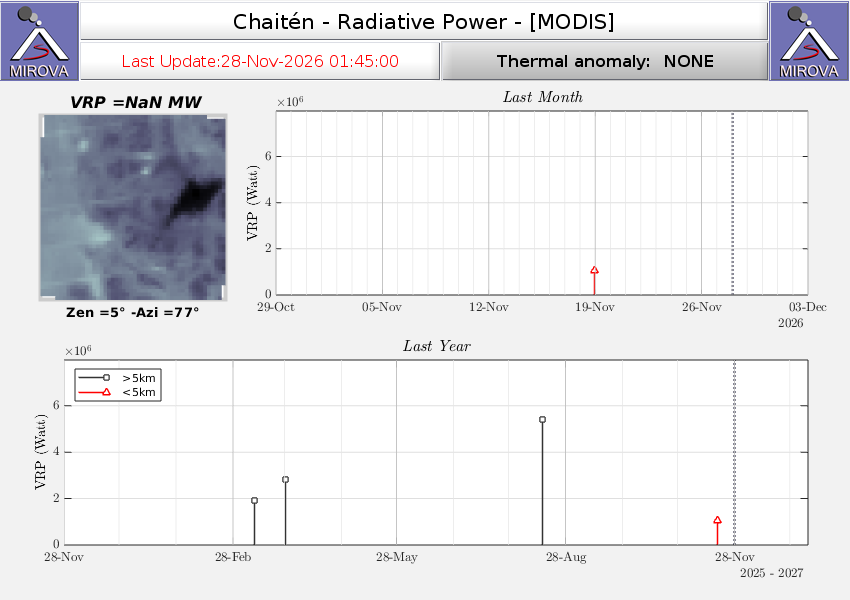 MIROVA
Chaitén - Radiative Power - [MODIS]
Last Update:28-Nov-2026 01:45:00
Thermal anomaly: NONE
MIROVA
VRP =NaN MW
Zen =5° -Azi =77°
Last Month
×10⁶
VRP (Watt)
6
4
2
0
29-Oct 05-Nov 12-Nov 19-Nov 26-Nov 03-Dec
2026
Last Year
×10⁶
>5km
<5km
VRP (Watt)
6
4
2
0
28-Nov 28-Feb 28-May 28-Aug 28-Nov
2025 - 2027